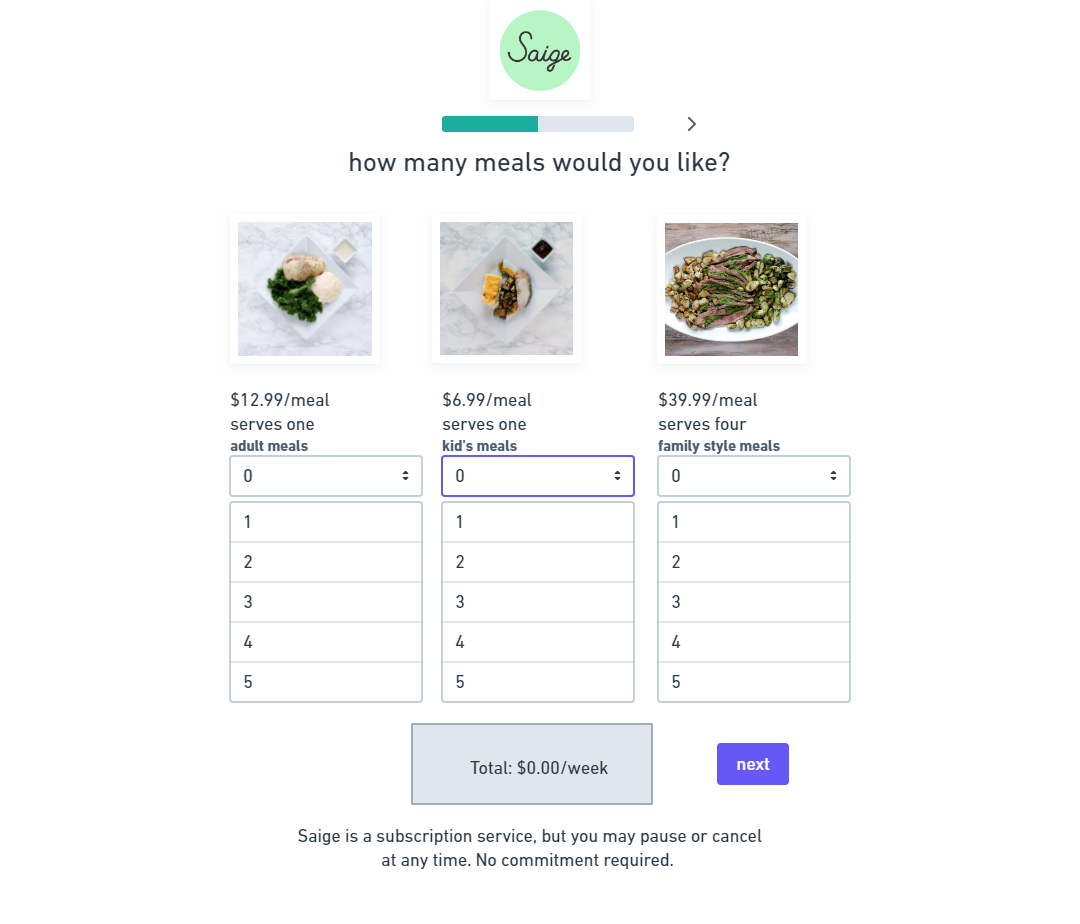 Saige
how many meals would you like?
$12.99/meal
serves one
adult meals
0
1
2
3
4
5
$6.99/meal
serves one
kid's meals
0
1
2
3
4
5
$39.99/meal
serves four
family style meals
0
1
2
3
4
5
Total: $0.00/week
next
Saige is a subscription service, but you may pause or cancel
at any time. No commitment required.